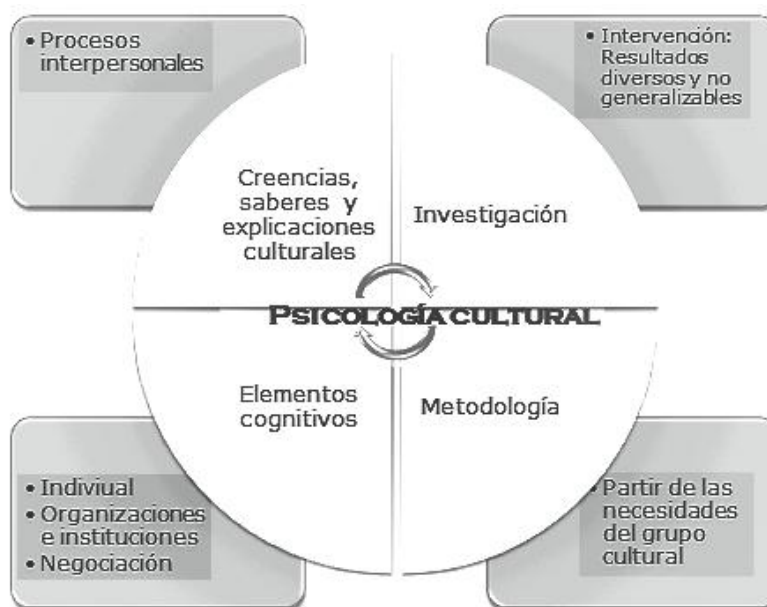 • Procesos
interpersonales
• Intervención:
Resultados
diversos y no
generalizables
Creencias,
saberes y
explicaciones
culturales
Investigación
PSICOLOGÍA CULTURAL
Elementos
cognitivos
Metodología
• Indiviual
• Organizaciones
e instituciones
• Negociación
• Partir de las
necesidades
del grupo
cultural